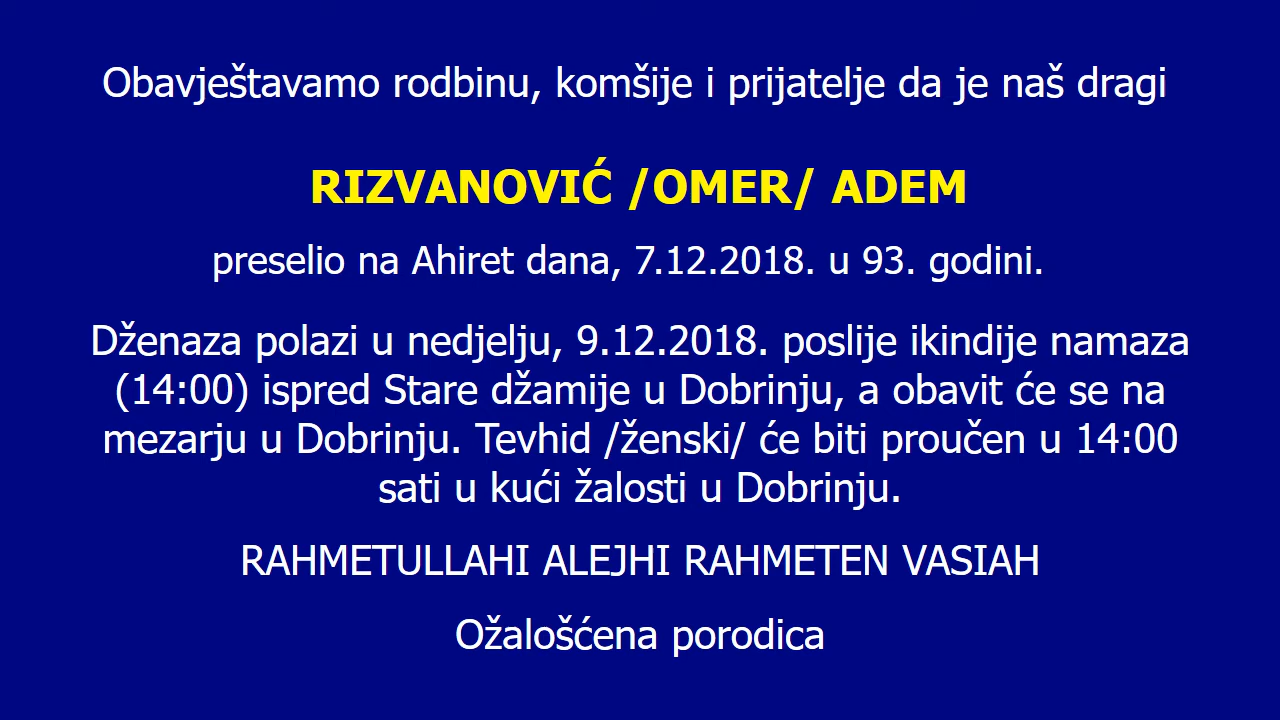 Obavještavamo rodbinu, komšije i prijatelje da je naš dragi
RIZVANOVIĆ /OMER/ ADEM
preselio na Ahiret dana, 7.12.2018. u 93. godini.
Dženaza polazi u nedjelju, 9.12.2018. poslije ikindije namaza
(14:00) ispred Stare džamije u Dobrinju, a obavit će se na
mezarju u Dobrinju. Tevhid /ženski/ će biti proučen u 14:00
sati u kući žalosti u Dobrinju.
RAHMETULLAHI ALEJHI RAHMETEN VASIAH
Ožalošćena porodica